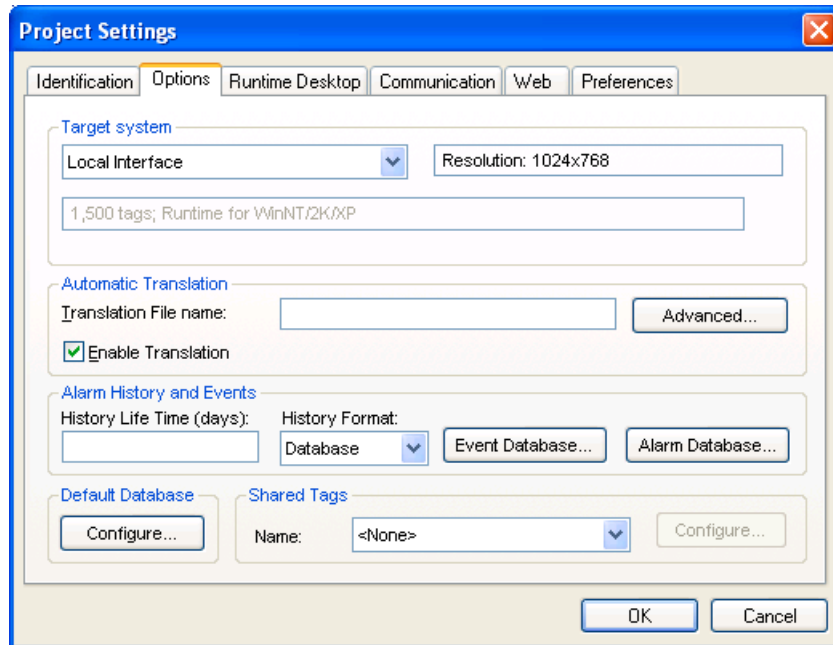 Project Settings
Identification Options Runtime Desktop Communication Web Preferences
Target system
Local Interface Resolution: 1024x768
1,500 tags; Runtime for WinNT/2K/XP
Automatic Translation
Translation File name: Advanced...
Enable Translation
Alarm History and Events
History Life Time (days): History Format:
Database Event Database... Alarm Database...
Default Database Shared Tags
Configure... Name: <None> Configure...
OK Cancel